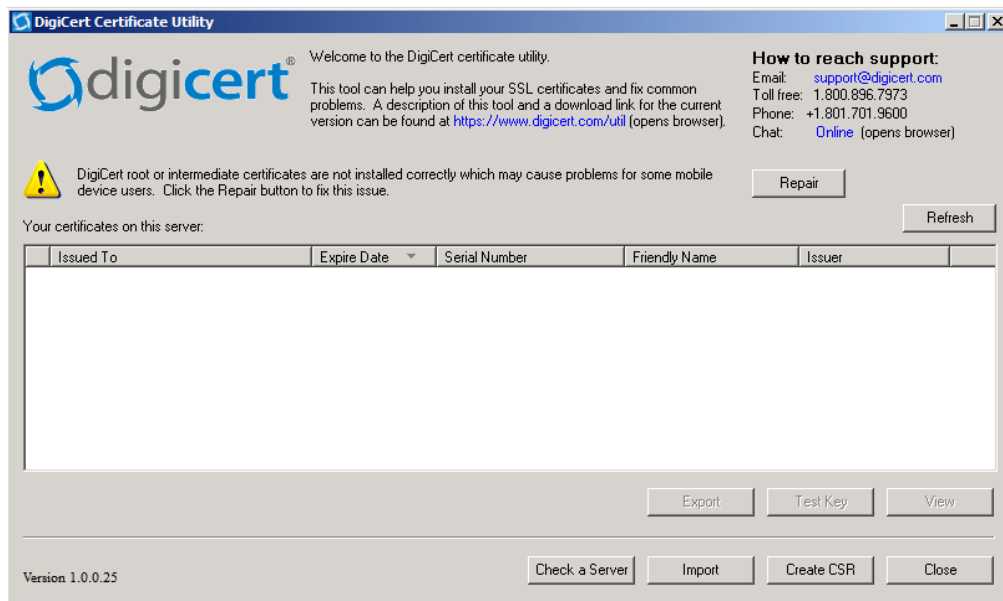 DigiCert Certificate Utility
digicert®
Welcome to the DigiCert certificate utility.
This tool can help you install your SSL certificates and fix common
problems. A description of this tool and a download link for the current
version can be found at https://www.digicert.com/util (opens browser).
How to reach support:
Email: support@digicert.com
Toll free: 1.800.896.7973
Phone: +1.801.701.9600
Chat: Online (opens browser)
DigiCert root or intermediate certificates are not installed correctly which may cause problems for some mobile
device users. Click the Repair button to fix this issue.
Repair
Refresh
Your certificates on this server:
Issued To Expire Date Serial Number Friendly Name Issuer
Export Test Key View
Version 1.0.0.25
Check a Server Import Create CSR Close